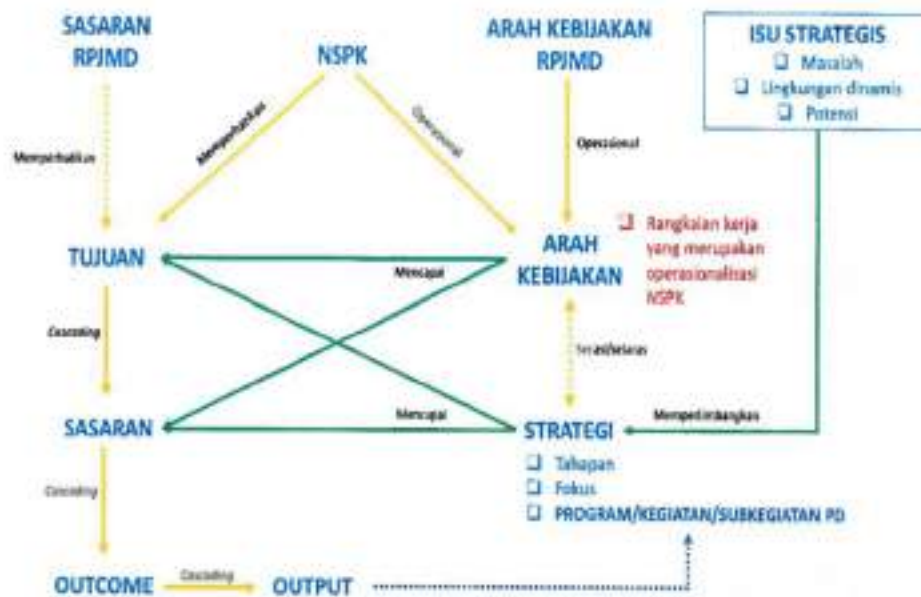 SASARAN
RPJMD
NSPK
ARAH KEBIJAKAN
RPJMD
ISU STRATEGIS
Masalah
Lingkungan dinamis
Potensi
Memperhatikan
Memperhatikan
Operasional
Operasional
TUJUAN
Mencapai
ARAH
KEBIJAKAN
Rangkaian kerja
yang merupakan
operasionalisasi
NSPK
Cascading
SASARAN
Mencapai
STRATEGI
Mempertimbangkan
Tahapan
Fokus
PROGRAM/KEGIATAN/SUBKEGIATAN PD
Cascading
OUTCOME
Cascading
OUTPUT